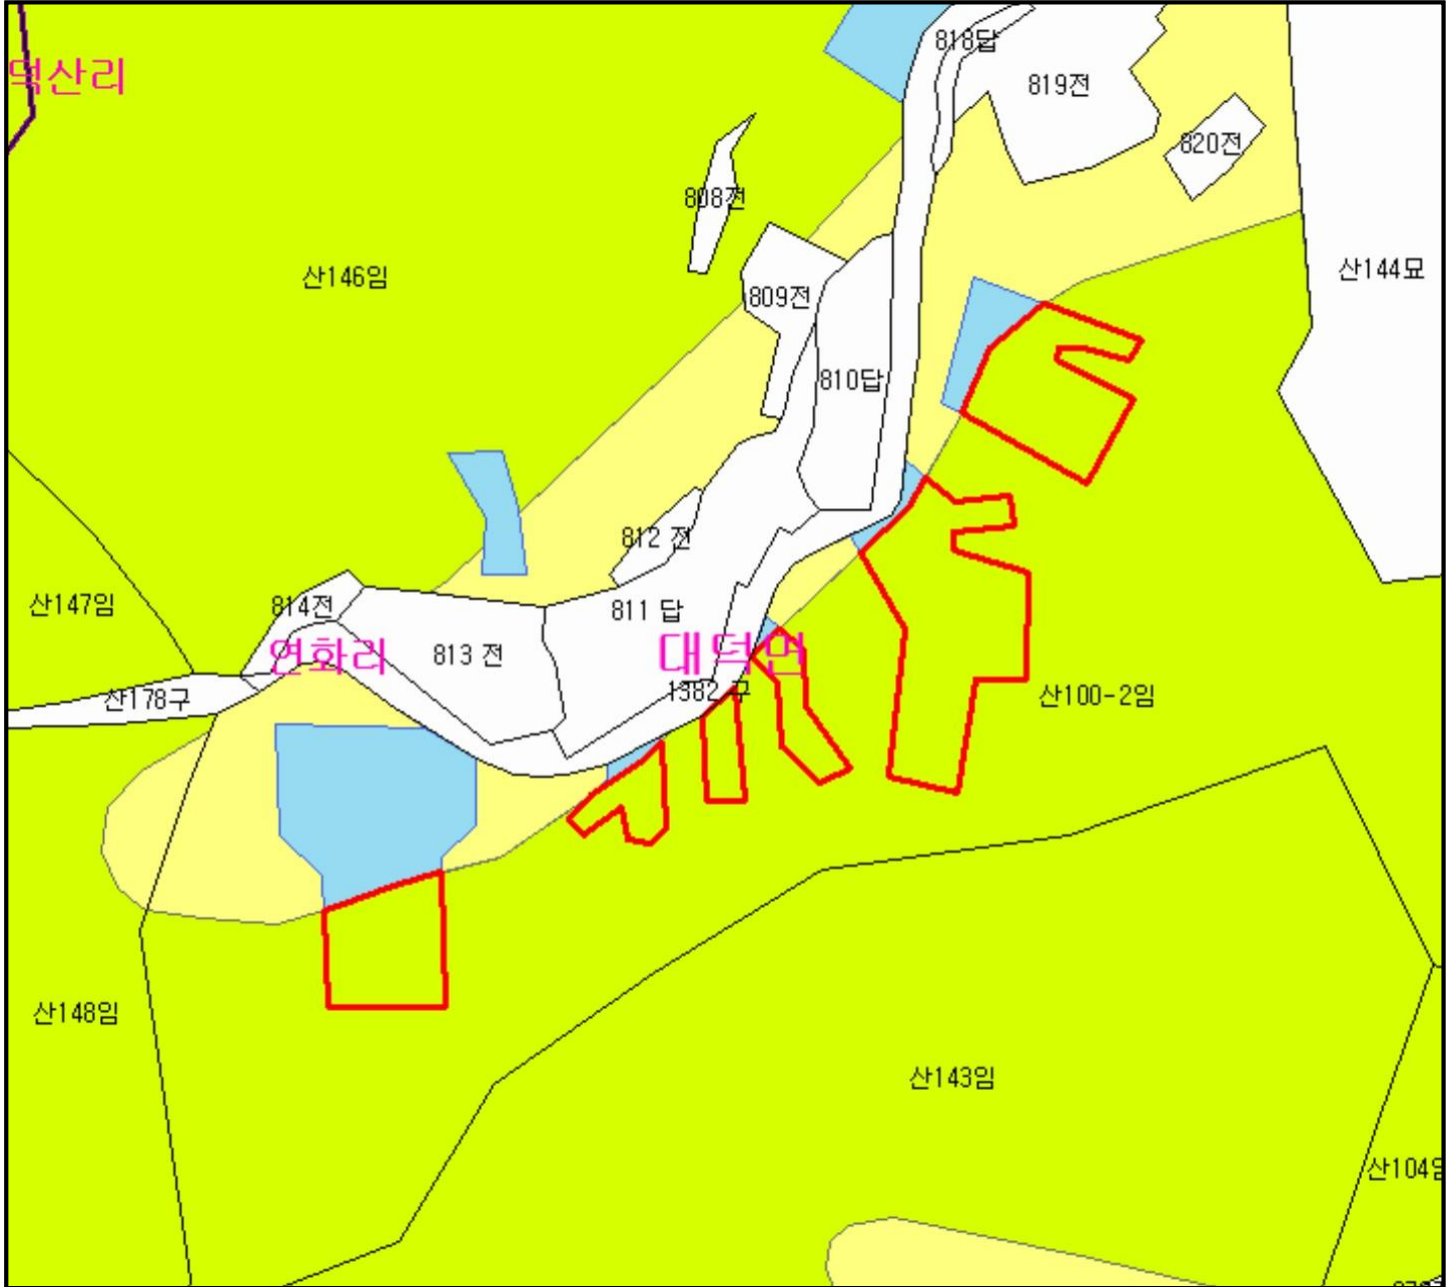 818답
덕산리
819전
820전
808전
산146임
산144묘
809전
810답
812 전
산147임
814전
811 답
연화리
813 전
대덕면
산178구
1382 구
산100-2임
산148임
산143임
산104임